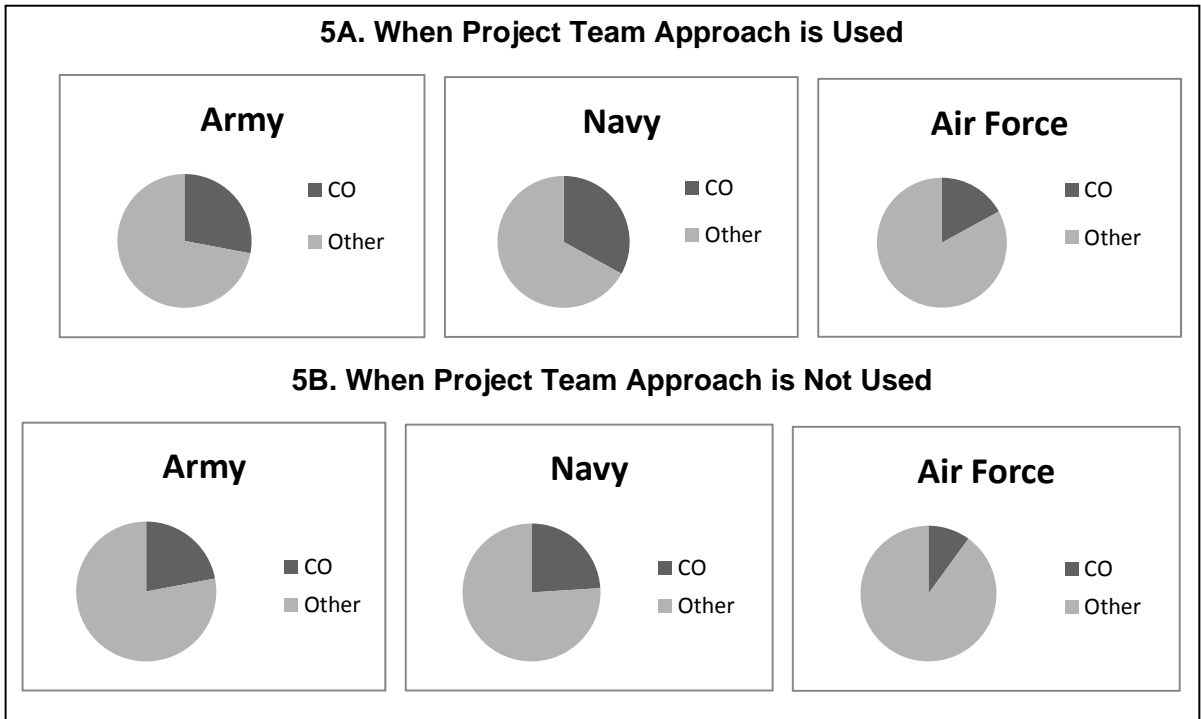 5A. When Project Team Approach is Used
Army
CO
Other
Navy
CO
Other
Air Force
CO
Other
5B. When Project Team Approach is Not Used
Army
CO
Other
Navy
CO
Other
Air Force
CO
Other